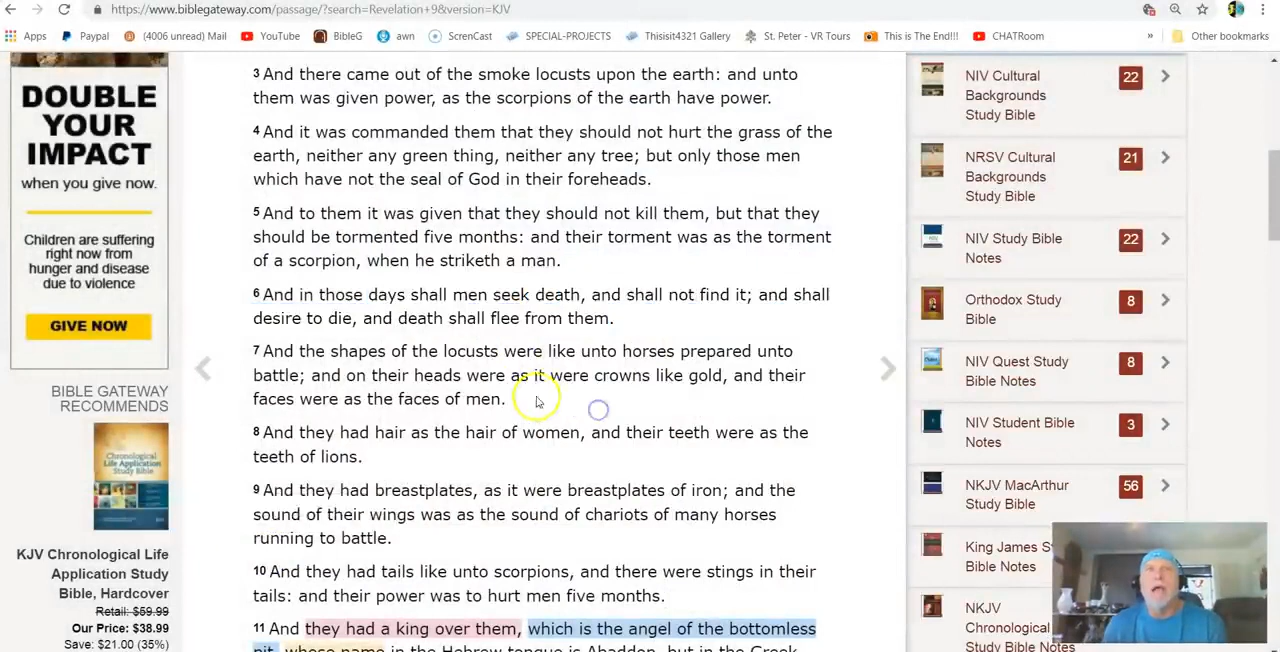 https://www.biblegateway.com/passage/?search=Revelation+9&version=KJV
Apps Paypal (4006 unread) Mail YouTube BibleG awn ScrenCast SPECIAL-PROJECTS Thisisit4321 Gallery St. Peter - VR Tours This is The End!!! CHATRoom » Other bookmarks
DOUBLE
YOUR
IMPACT
when you give now.
Children are suffering
right now from
hunger and disease
due to violence
GIVE NOW
BIBLE GATEWAY
RECOMMENDS
KJV Chronological Life
Application Study
Bible, Hardcover
Retail: $59.99
Our Price: $38.99
Save: $21.00 (35%)
3 And there came out of the smoke locusts upon the earth: and unto
them was given power, as the scorpions of the earth have power.
4 And it was commanded them that they should not hurt the grass of the
earth, neither any green thing, neither any tree; but only those men
which have not the seal of God in their foreheads.
5 And to them it was given that they should not kill them, but that they
should be tormented five months: and their torment was as the torment
of a scorpion, when he striketh a man.
6 And in those days shall men seek death, and shall not find it; and shall
desire to die, and death shall flee from them.
7 And the shapes of the locusts were like unto horses prepared unto
battle; and on their heads were as it were crowns like gold, and their
faces were as the faces of men.
8 And they had hair as the hair of women, and their teeth were as the
teeth of lions.
9 And they had breastplates, as it were breastplates of iron; and the
sound of their wings was as the sound of chariots of many horses
running to battle.
10 And they had tails like unto scorpions, and there were stings in their
tails: and their power was to hurt men five months.
11 And they had a king over them, which is the angel of the bottomless
pit, whose name in the Hebrew tongue is Abaddon, but in the Greek
NIV Cultural
Backgrounds
Study Bible
22
NRSV Cultural
Backgrounds
Study Bible
21
NIV Study Bible
Notes
22
Orthodox Study
Bible
8
NIV Quest Study
Bible Notes
8
NIV Student Bible
Notes
3
NKJV MacArthur
Study Bible
56
King James S
Bible Notes
NKJV
Chronological
Study Bible